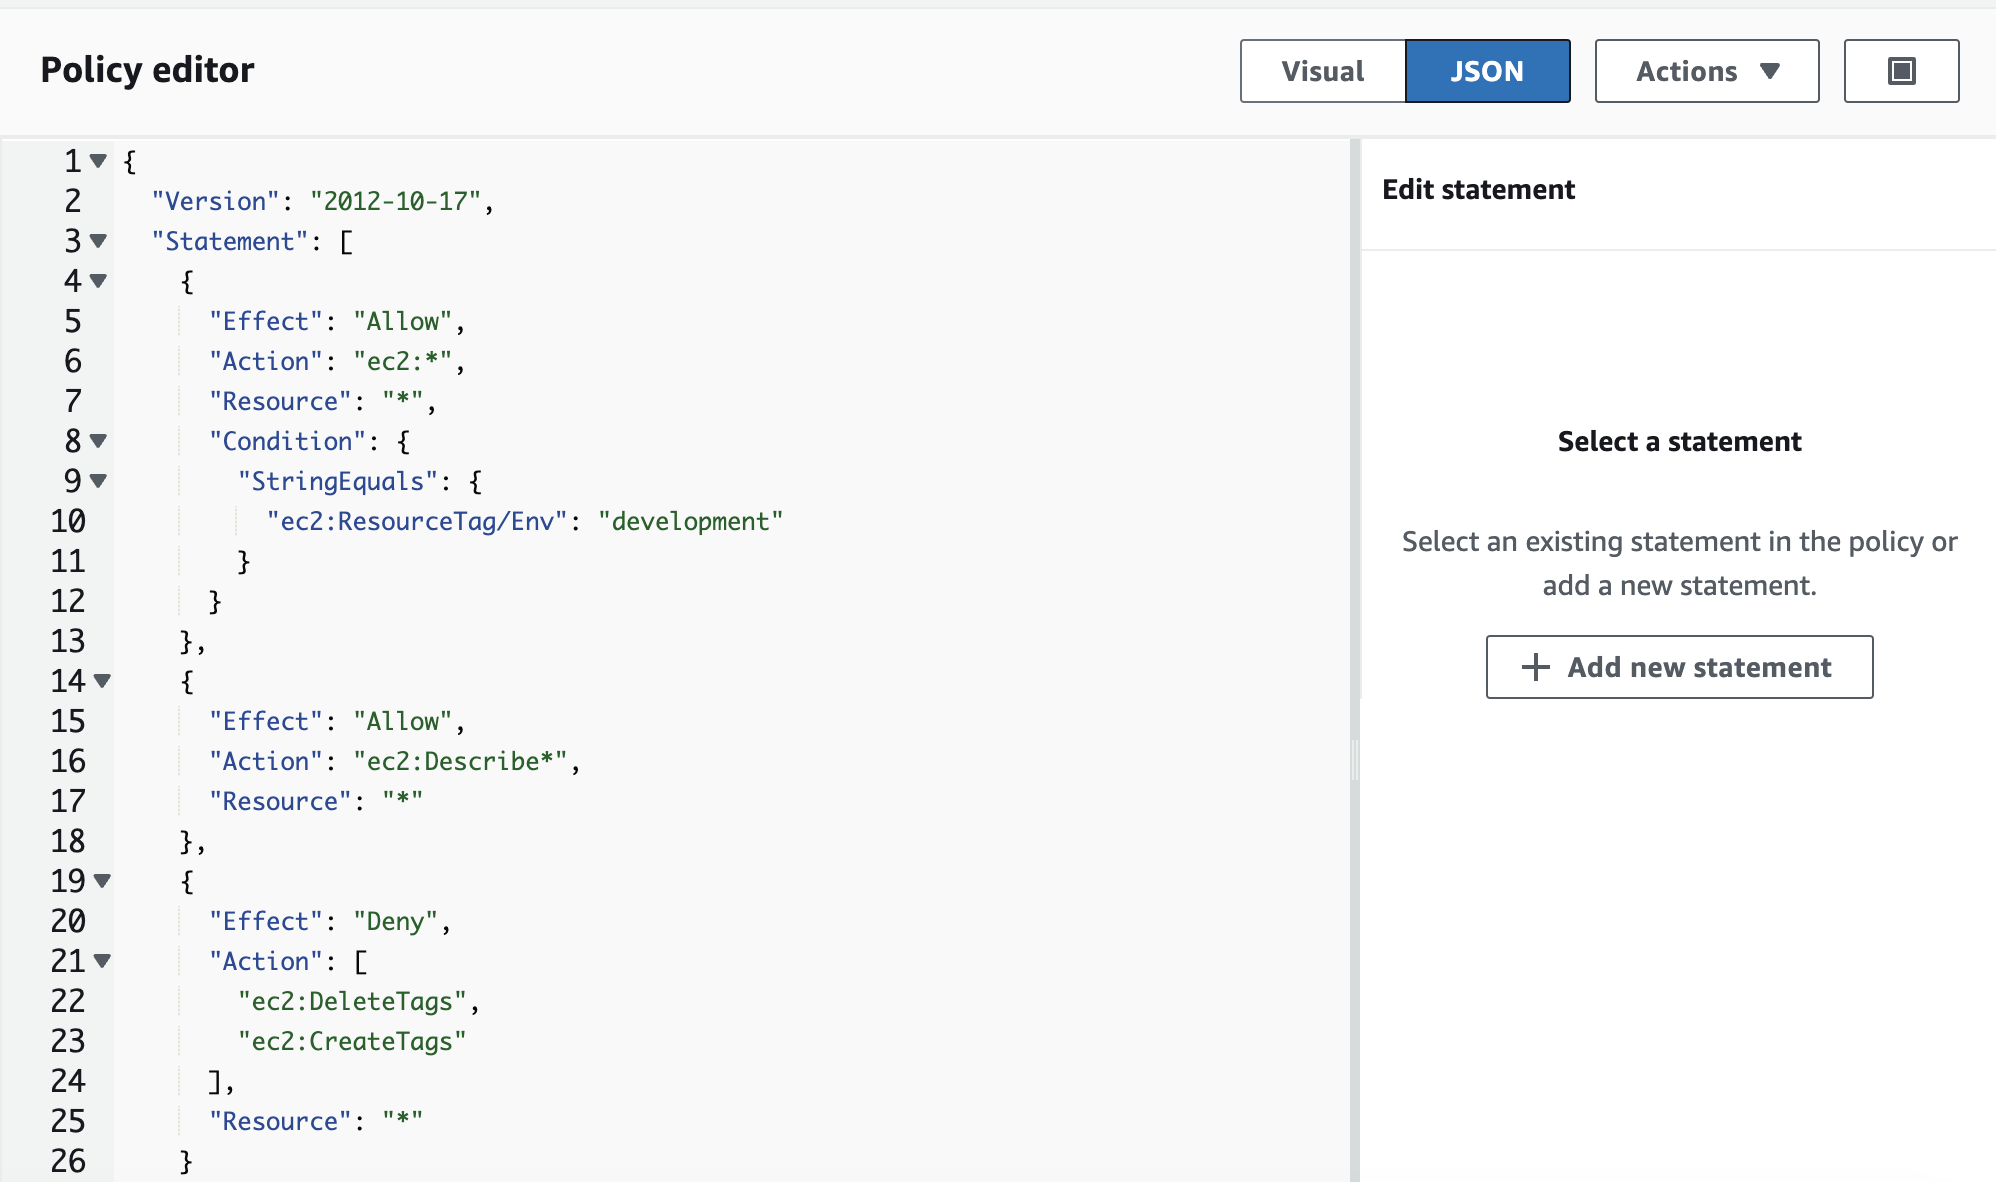 Policy editor
Visual
JSON
Actions
1 {
2 "Version": "2012-10-17",
3 "Statement": [
4 {
5 "Effect": "Allow",
6 "Action": "ec2:*",
7 "Resource": "*",
8 "Condition": {
9 "StringEquals": {
10 "ec2:ResourceTag/Env": "development"
11 }
12 }
13 },
14 {
15 "Effect": "Allow",
16 "Action": "ec2:Describe*",
17 "Resource": "*"
18 },
19 {
20 "Effect": "Deny",
21 "Action": [
22 "ec2:DeleteTags",
23 "ec2:CreateTags"
24 ],
25 "Resource": "*"
26 }
Edit statement
Select a statement
Select an existing statement in the policy or
add a new statement.
Add new statement